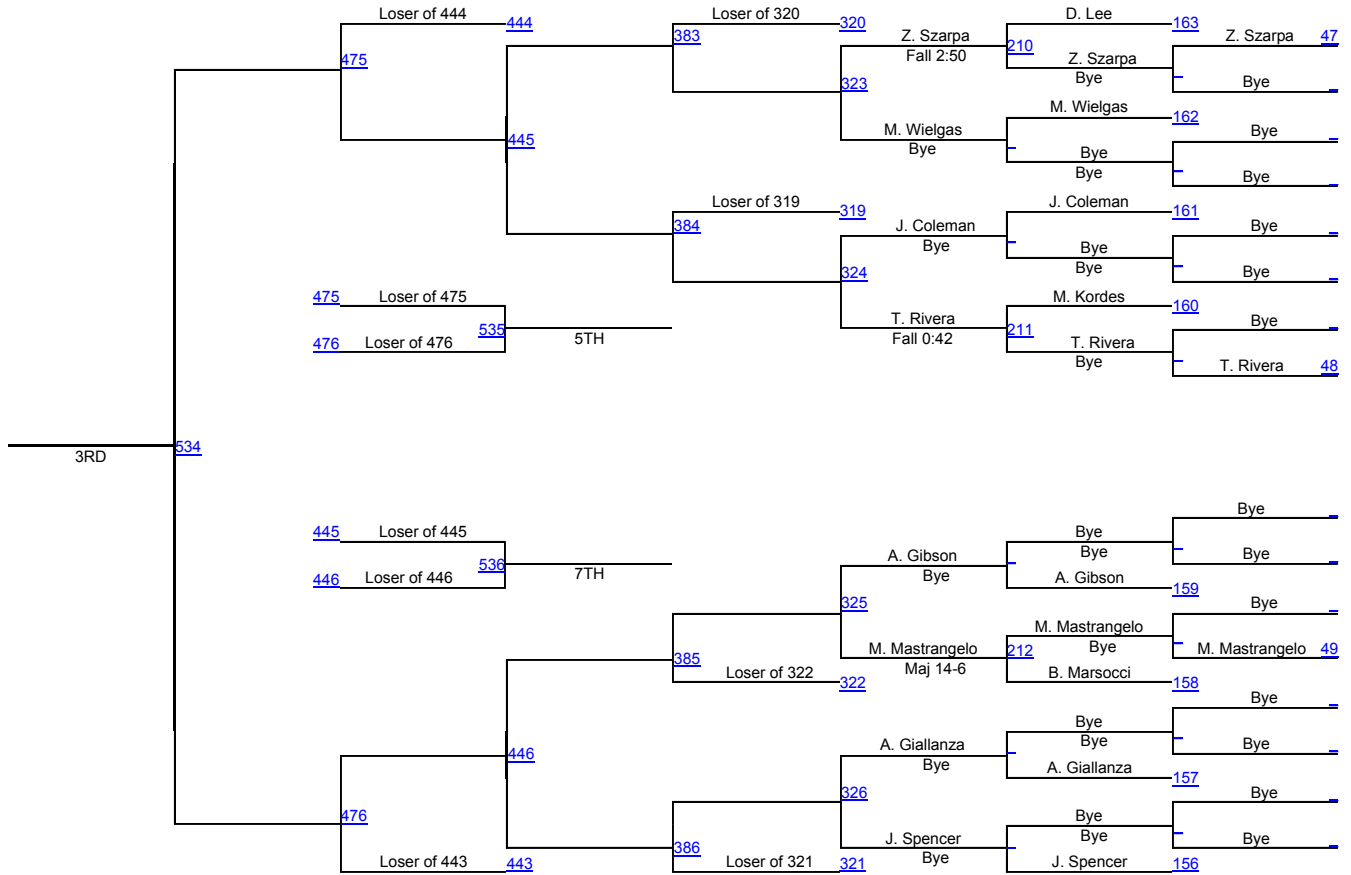 Loser of 444 444 Loser of 320 320 D. Lee 163
383 Z. Szarpa Z. Szarpa 47
475 Fall 2:50 210 Z. Szarpa
323 Bye Bye
M. Wielgas 162
445 M. Wielgas Bye
Bye Bye
Bye Bye
Loser of 319 319 J. Coleman 161
384 J. Coleman Bye
Bye Bye
324 Bye Bye
475 Loser of 475 M. Kordes 160
535 T. Rivera 211 Bye
476 Loser of 476 5TH Fall 0:42 T. Rivera
Bye T. Rivera 48
534
3RD
Bye
445 Loser of 445 Bye
536 A. Gibson Bye Bye
446 Loser of 446 7TH Bye A. Gibson 159
325 Bye
M. Mastrangelo
385 M. Mastrangelo 212 Bye M. Mastrangelo 49
Loser of 322 322 Maj 14-6 B. Marsocci 158
Bye
Bye
446 A. Giallanza Bye Bye
Bye A. Giallanza 157
326 Bye
476 Bye
386 J. Spencer Bye Bye
Loser of 443 443 Loser of 321 321 Bye J. Spencer 156